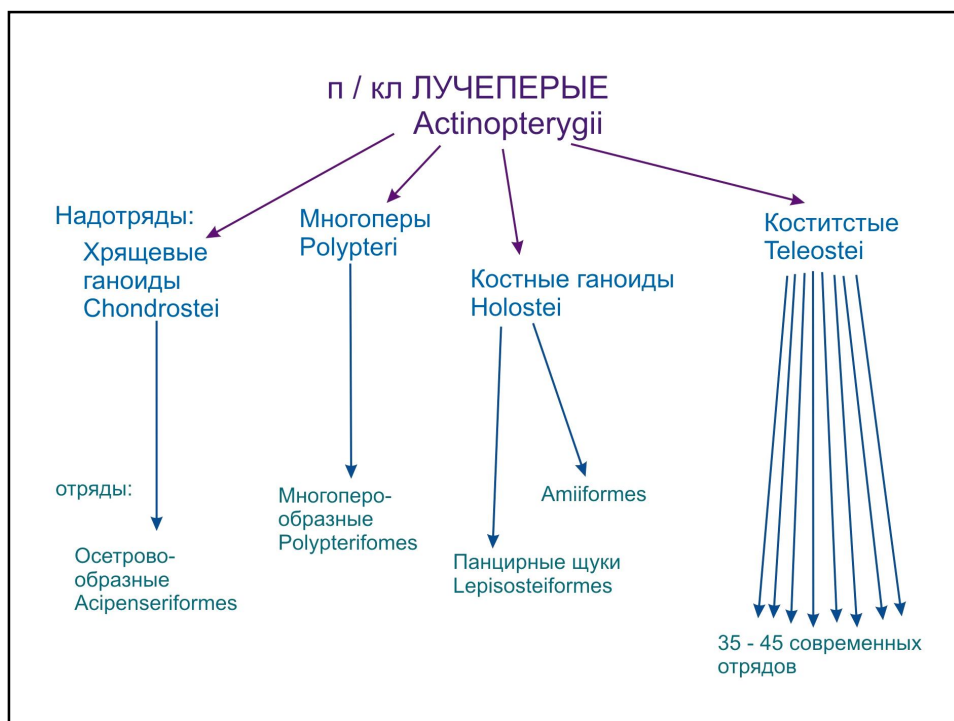 п / кл ЛУЧЕПЕРЫЕ
Actinopterygii
Надотряды:
Хрящевые
ганоиды
Chondrostei
Многоперы
Polypteri
Костные ганоиды
Holostei
Коститстые
Teleostei
отряды:
Осетрово-
образные
Acipenseriformes
Многоперо-
образные
Polypterifomes
Панцирные щуки
Lepisosteiformes
Amiiformes
35 - 45 современных
отрядов